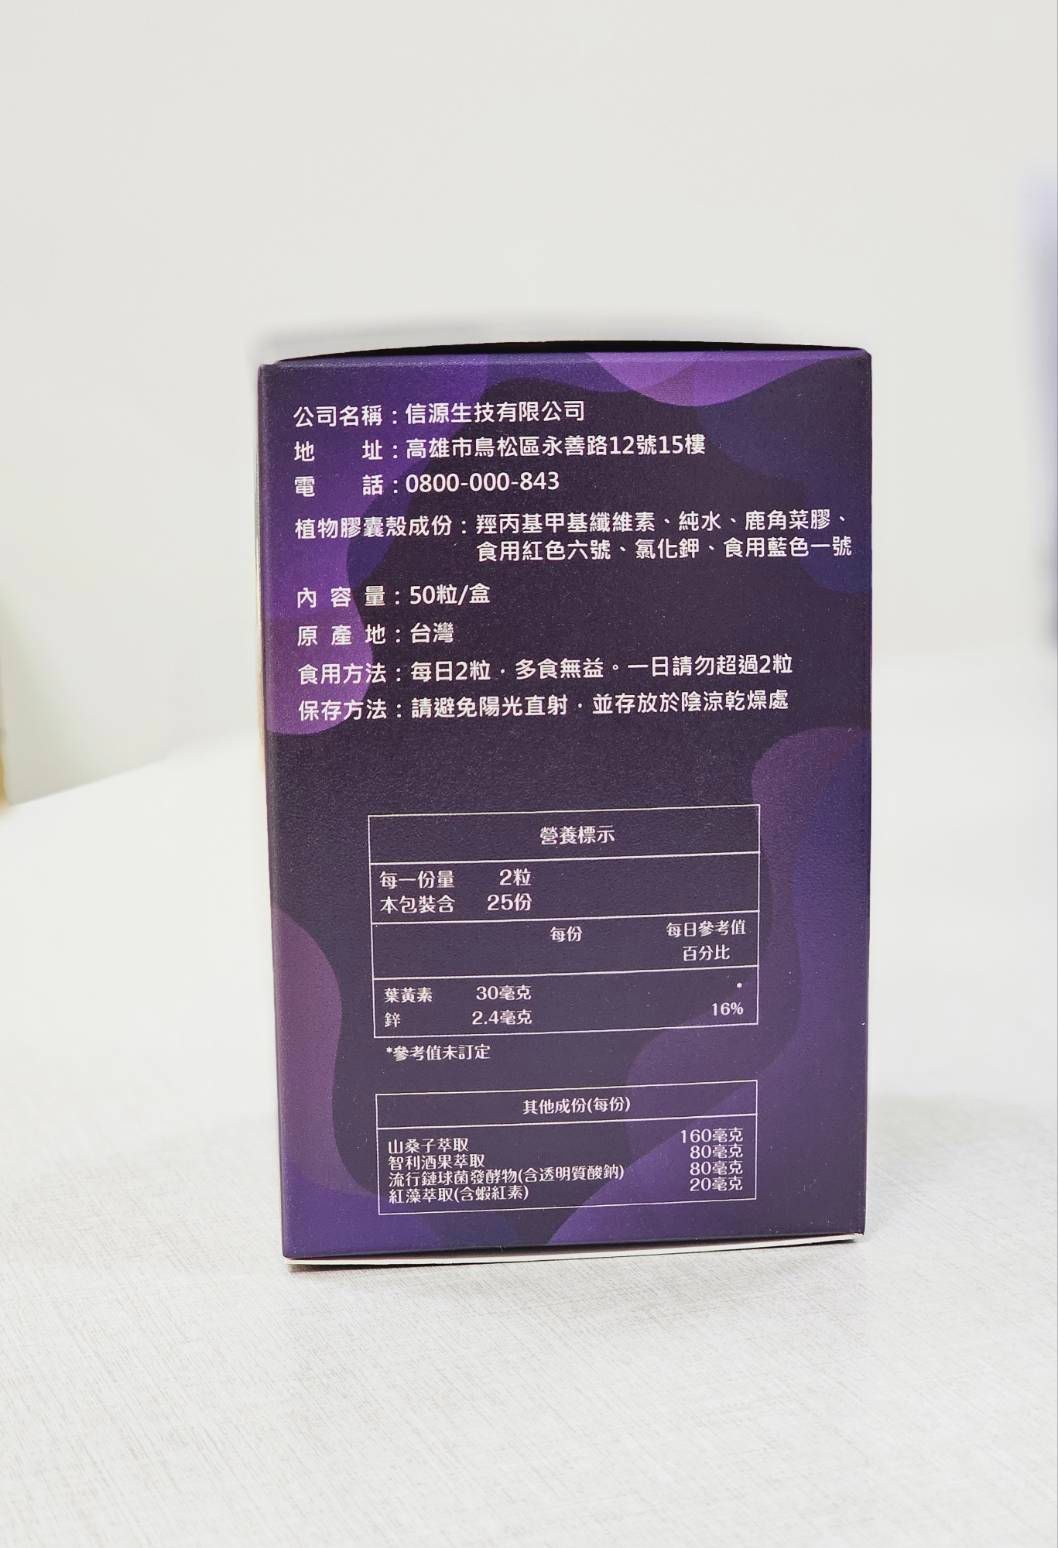 公司名稱：信源生技有限公司
地址：高雄市鳥松區永善路12號15樓
電話：0800-000-843
植物膠囊殼成份：羥丙基甲基纖維素、純水、鹿角菜膠、
食用紅色六號、氯化鉀、食用藍色一號
內容量：50粒/盒
原產地：台灣
食用方法：每日2粒．多食無益。一日請勿超過2粒
保存方法：請避免陽光直射．並存放於陰涼乾燥處
營養標示
每一份量 2粒
本包裝含 25份
每份 每日參考值
百分比
葉黃素 30毫克 *
鋅 2.4毫克 16%
*參考值未訂定
其他成份(每份)
山桑子萃取 160毫克
智利酒果萃取 80毫克
流行鏈球菌發酵物(含透明質酸鈉) 80毫克
紅藻萃取(含蝦紅素) 20毫克